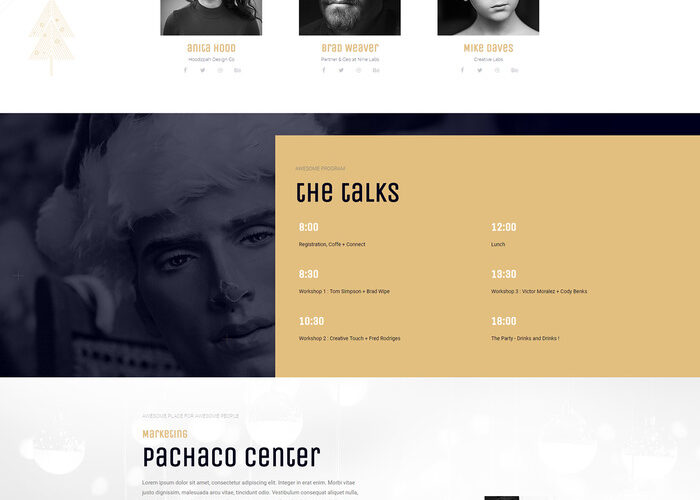 anita Hood
Brad Weaver
Mike Daves
Hoodzpah Design Co
Partner & Ceo at Nine Labs
Creative Labs
AWESOME PROGRAM
the talks
8:00
12:00
Registration, Coffe + Connect
Lunch
8:30
13:30
Workshop 1 : Tom Simpson + Brad Wipe
Workshop 3 : Victor Moralez + Cody Benks
10:30
18:00
Workshop 2 : Creative Touch + Fred Rodriges
The Party - Drinks and Drinks !
AWESOME PLACE FOR AWESOME PEOPLE
Marketing
Pachaco Center
Lorem ipsum dolor sit amet, consectetur adipiscing elit. Integer lorem erat. Morbi vitae
justo dignissim, malesuada arcu vitae, tincidunt odio. Vestibulum consequat augue nulla,